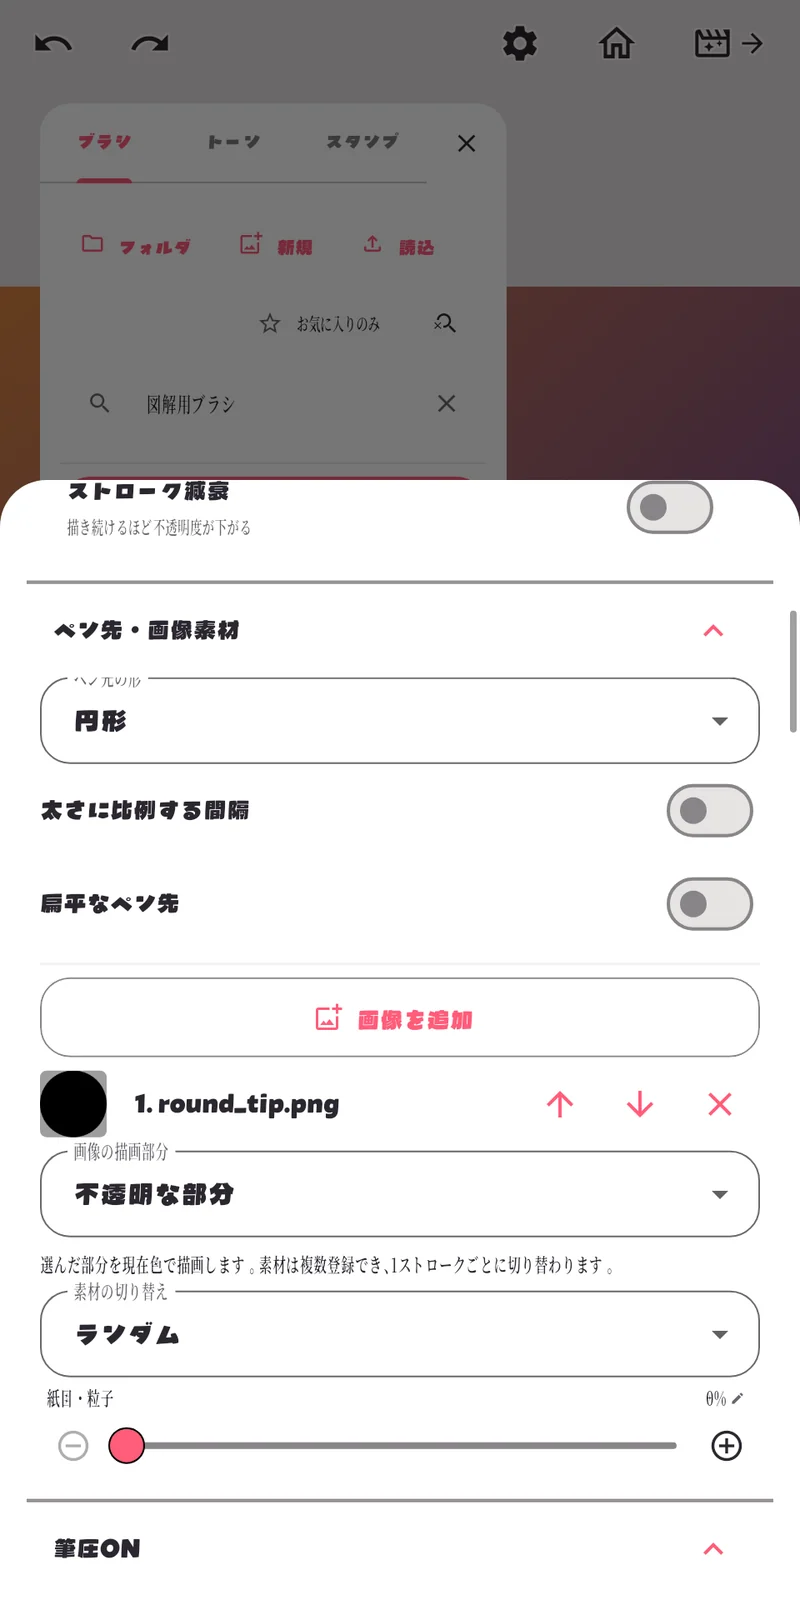 ブラシ トーン スタンプ
フォルダ 新規 読込
お気に入りのみ
図解用ブラシ
ストローク減衰
描き続けるほど不透明度が下がる
ペン先・画像素材
ペン先の形
円形
太さに比例する間隔
扁平なペン先
画像を追加
1. round_tip.png
画像の描画部分
不透明な部分
選んだ部分を現在色で描画します。素材は複数登録でき、1ストロークごとに切り替わります。
素材の切り替え
ランダム
紙目・粒子 0%
筆圧ON